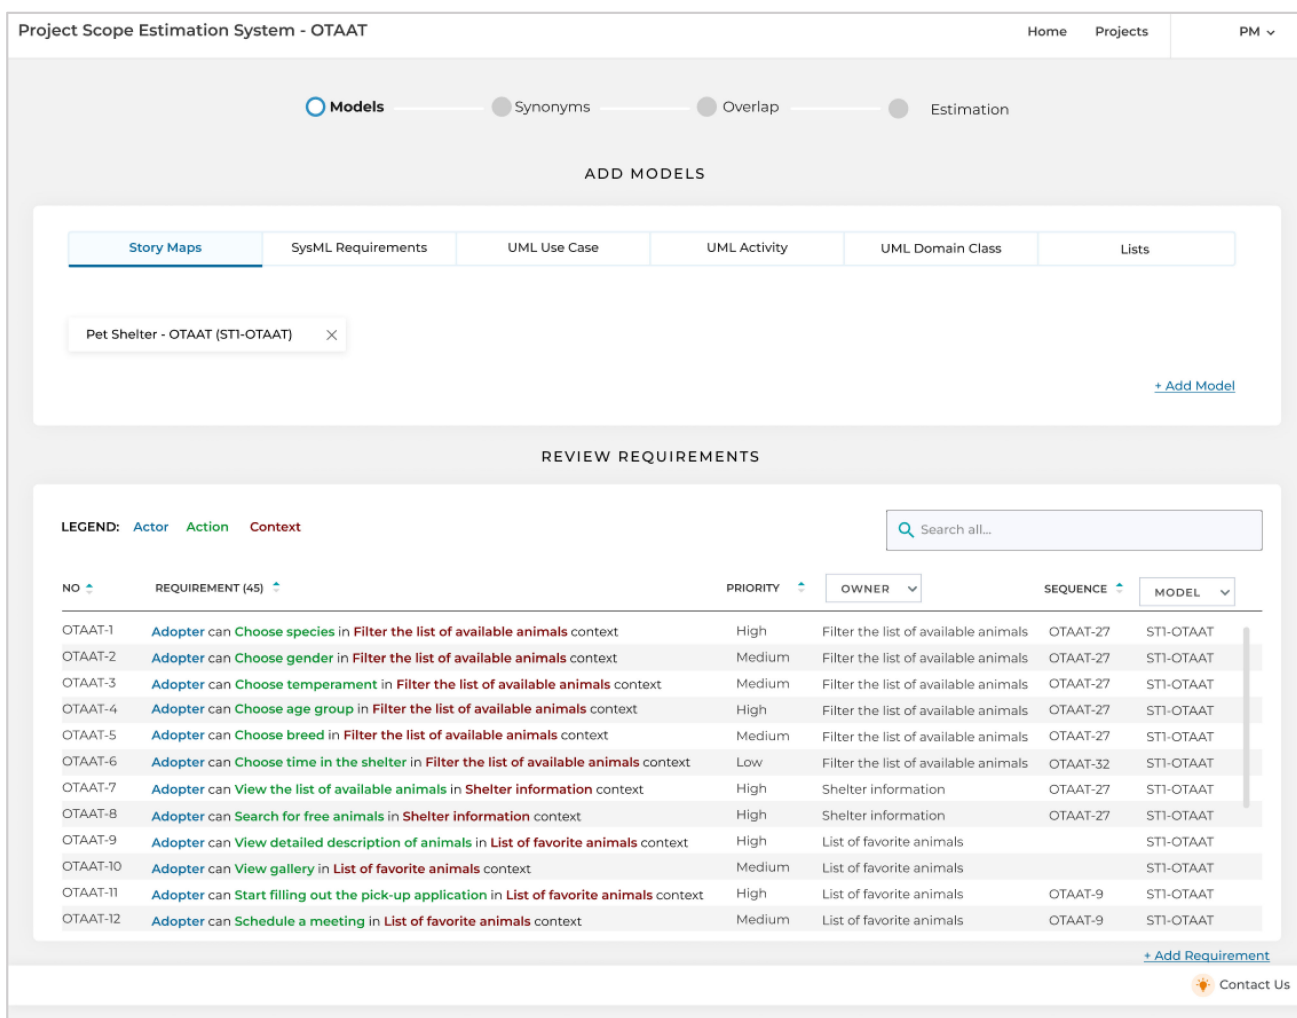 Project Scope Estimation System - OTAAT Home Projects PM
Models Synonyms Overlap Estimation
ADD MODELS
Story Maps SysML Requirements UML Use Case UML Activity UML Domain Class Lists
Pet Shelter - OTAAT (ST1-OTAAT) ×
+ Add Model
REVIEW REQUIREMENTS
LEGEND: Actor Action Context Search all...
NO REQUIREMENT (45) PRIORITY OWNER SEQUENCE MODEL
OTAAT-1 Adopter can Choose species in Filter the list of available animals context High Filter the list of available animals OTAAT-27 ST1-OTAAT
OTAAT-2 Adopter can Choose gender in Filter the list of available animals context Medium Filter the list of available animals OTAAT-27 ST1-OTAAT
OTAAT-3 Adopter can Choose temperament in Filter the list of available animals context Medium Filter the list of available animals OTAAT-27 ST1-OTAAT
OTAAT-4 Adopter can Choose age group in Filter the list of available animals context High Filter the list of available animals OTAAT-27 ST1-OTAAT
OTAAT-5 Adopter can Choose breed in Filter the list of available animals context Medium Filter the list of available animals OTAAT-27 ST1-OTAAT
OTAAT-6 Adopter can Choose time in the shelter in Filter the list of available animals context Low Filter the list of available animals OTAAT-32 ST1-OTAAT
OTAAT-7 Adopter can View the list of available animals in Shelter information context High Shelter information OTAAT-27 ST1-OTAAT
OTAAT-8 Adopter can Search for free animals in Shelter information context High Shelter information OTAAT-27 ST1-OTAAT
OTAAT-9 Adopter can View detailed description of animals in List of favorite animals context High List of favorite animals ST1-OTAAT
OTAAT-10 Adopter can View gallery in List of favorite animals context Medium List of favorite animals ST1-OTAAT
OTAAT-11 Adopter can Start filling out the pick-up application in List of favorite animals context High List of favorite animals OTAAT-9 ST1-OTAAT
OTAAT-12 Adopter can Schedule a meeting in List of favorite animals context Medium List of favorite animals OTAAT-9 ST1-OTAAT
+ Add Requirement
Contact Us